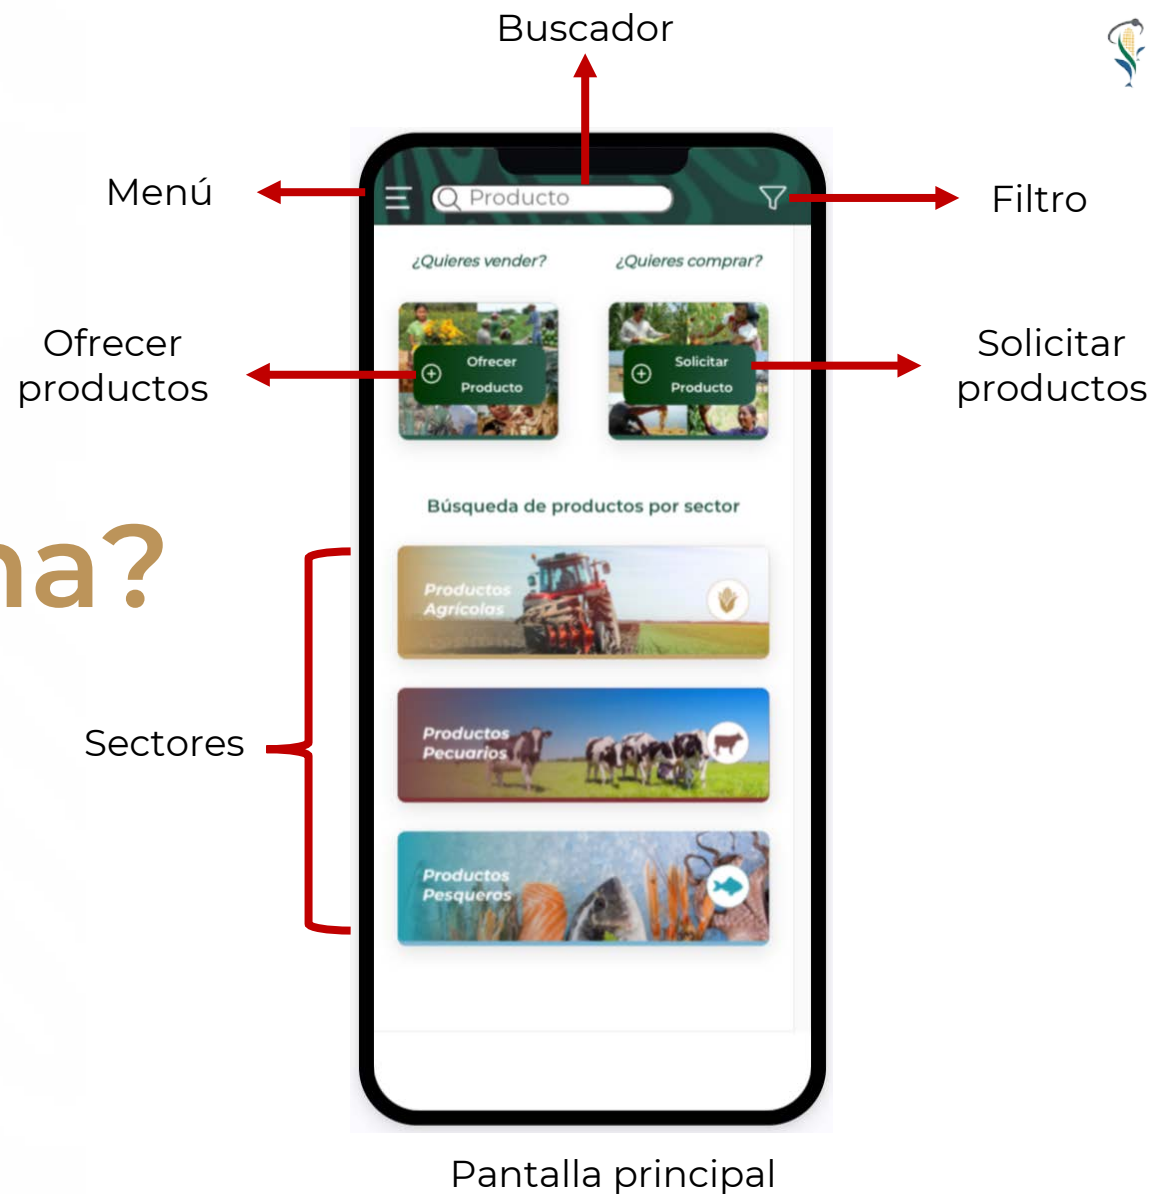 Buscador
Menú
Producto
Filtro
¿Quieres vender?
¿Quieres comprar?
Ofrecer
productos
Ofrecer
Producto
Solicitar
Producto
Solicitar
productos
Búsqueda de productos por sector
na?
Productos
Agrícolas
Sectores
Productos
Pecuarios
Productos
Pesqueros
Pantalla principal